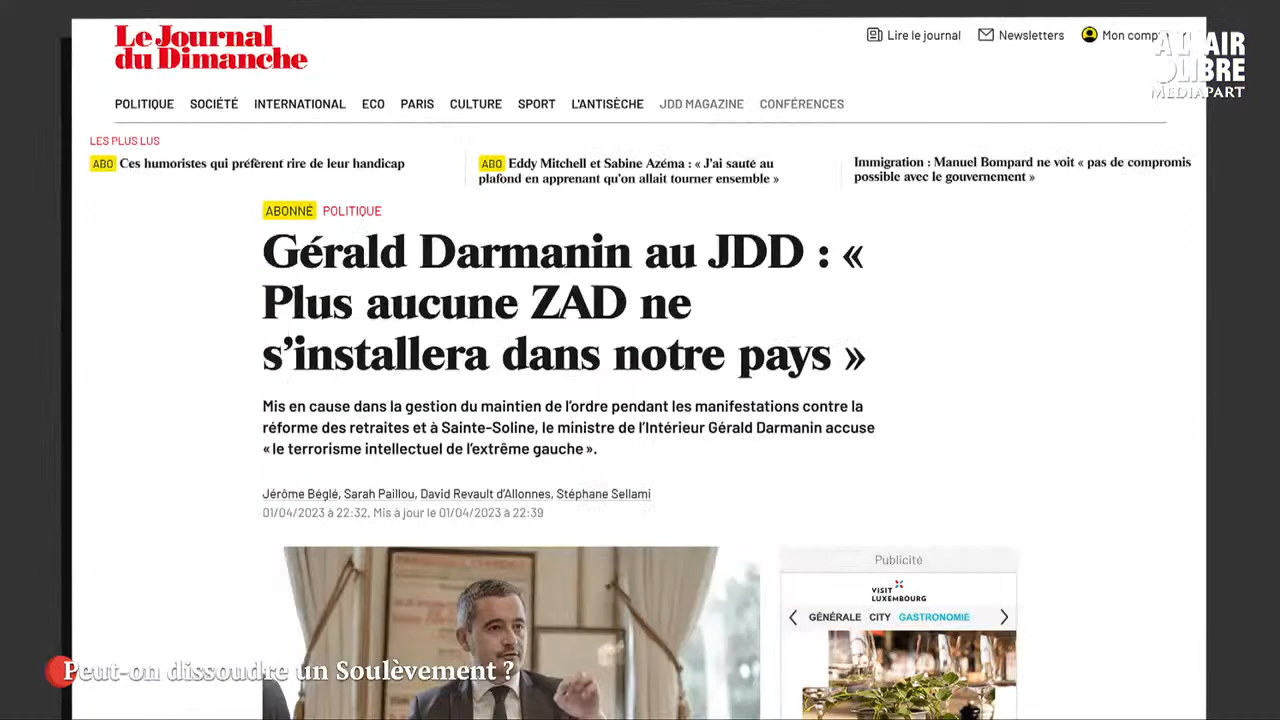 Le Journal
du Dimanche
Lire le journal
Newsletters
Mon comp
AIR
LIBRE
MEDIAPART
POLITIQUE SOCIÉTÉ INTERNATIONAL ECO PARIS CULTURE SPORT L'ANTISÈCHE JDD MAGAZINE CONFÉRENCES
LES PLUS LUS
ABO Ces humoristes qui préfèrent rire de leur handicap
ABO Eddy Mitchell et Sabine Azéma : « J'ai sauté au
plafond en apprenant qu'on allait tourner ensemble »
Immigration : Manuel Bompard ne voit « pas de compromis
possible avec le gouvernement »
ABONNÉ POLITIQUE
Gérald Darmanin au JDD : «
Plus aucune ZAD ne
s'installera dans notre pays »
Mis en cause dans la gestion du maintien de l'ordre pendant les manifestations contre la
réforme des retraites et à Sainte-Soline, le ministre de l'Intérieur Gérald Darmanin accuse
« le terrorisme intellectuel de l'extrême gauche ».
Jérôme Béglé, Sarah Paillou, David Revault d'Allonnes, Stéphane Sellami
01/04/2023 à 22:32, Mis à jour le 01/04/2023 à 22:39
Publicité
VISIT
LUXEMBOURG
GÉNÉRALE CITY GASTRONOMIE
Peut-on dissoudre un Soulèvement ?